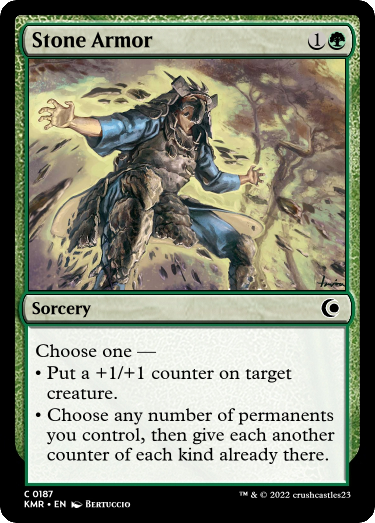 Stone Armor 1
Sorcery
Choose one —
• Put a +1/+1 counter on target
creature.
• Choose any number of permanents
you control, then give each another
counter of each kind already there.
C 0187
KMR • EN Bertuccio
™ & © 2022 crushcastles23